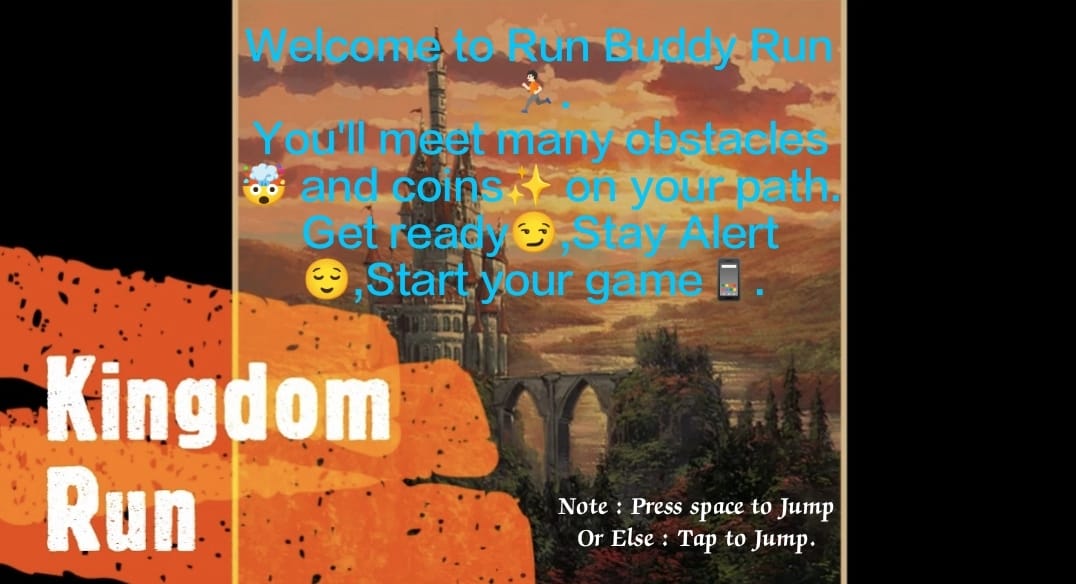 Welcome to Run Buddy Run
🏃🏻.
You'll meet many obstacles
🤯 and coins✨ on your path.
Get ready😏,Stay Alert
😌,Start your game📱.
Kingdom
Run
Note : Press space to Jump
Or Else : Tap to Jump.